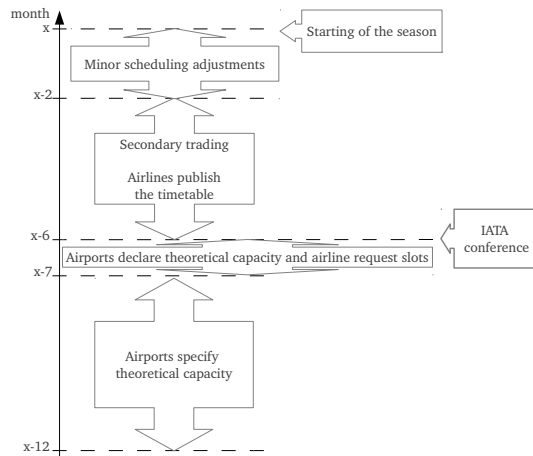 month
x
Starting of the season
Minor scheduling adjustments
x-2
Secondary trading
Airlines publish
the timetable
x-6
IATA
conference
Airports declare theoretical capacity and airline request slots
x-7
Airports specify
theoretical capacity
x-12